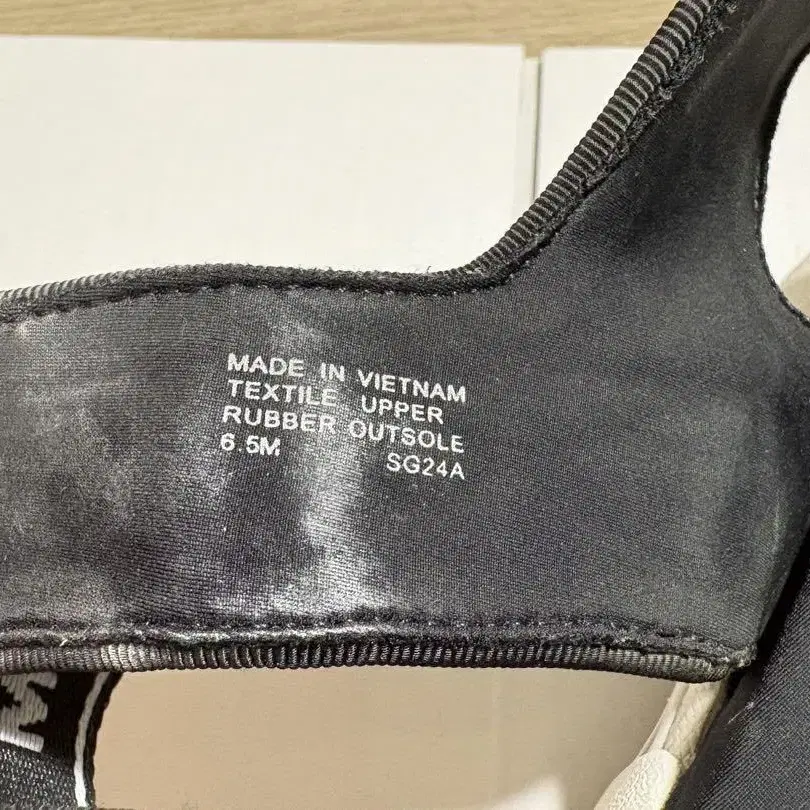 MADE IN VIETNAM
TEXTILE UPPER
RUBBER OUTSOLE
6.5M SG24A